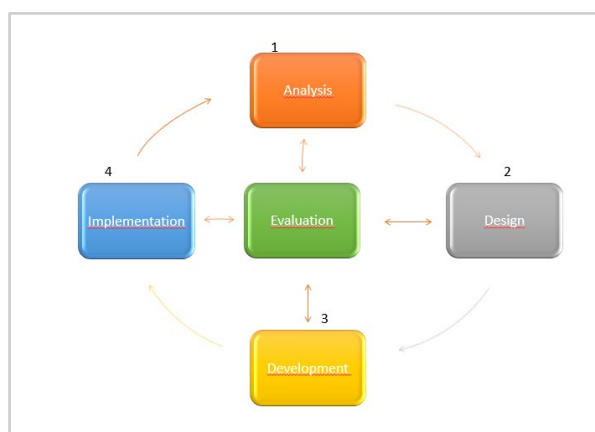 1
Analysis
4
2
Implementation
Evaluation
Design
3
Development